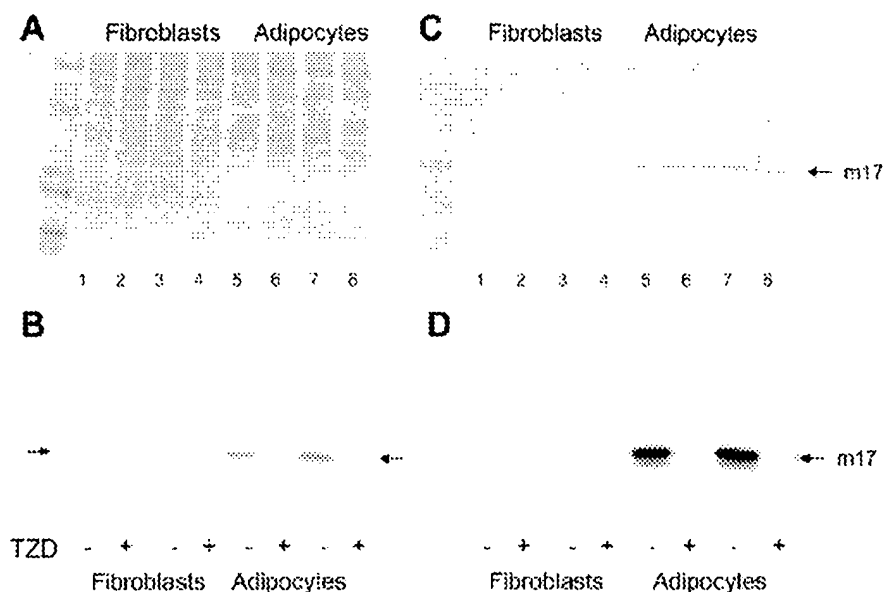 A Fibroblasts Adipocytes
C Fibroblasts Adipocytes
m17
1 2 3 4 5 6 7 8
1 2 3 4 5 6 7 8
B
D
m17
TZD - + - + - + - +
- + - + - + - +
Fibroblasts Adipocytes
Fibroblasts Adipocytes